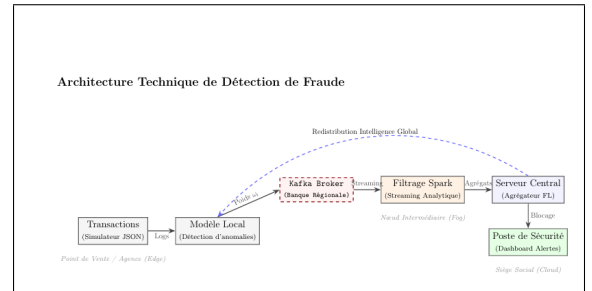 Architecture Technique de Détection de Fraude
Redistribution Intelligence Global
Poids ω
Kafka Broker
(Banque Régionale)
Streaming
Filtrage Spark
(Streaming Analytique)
Agrégats
Serveur Central
(Agrégateur FL)
Nœud Intermédiaire (Fog)
Blocage
Transactions
(Simulateur JSON)
Logs
Modèle Local
(Détection d'anomalies)
Poste de Sécurité
(Dashboard Alertes)
Point de Vente / Agence (Edge)
Siège Social (Cloud)